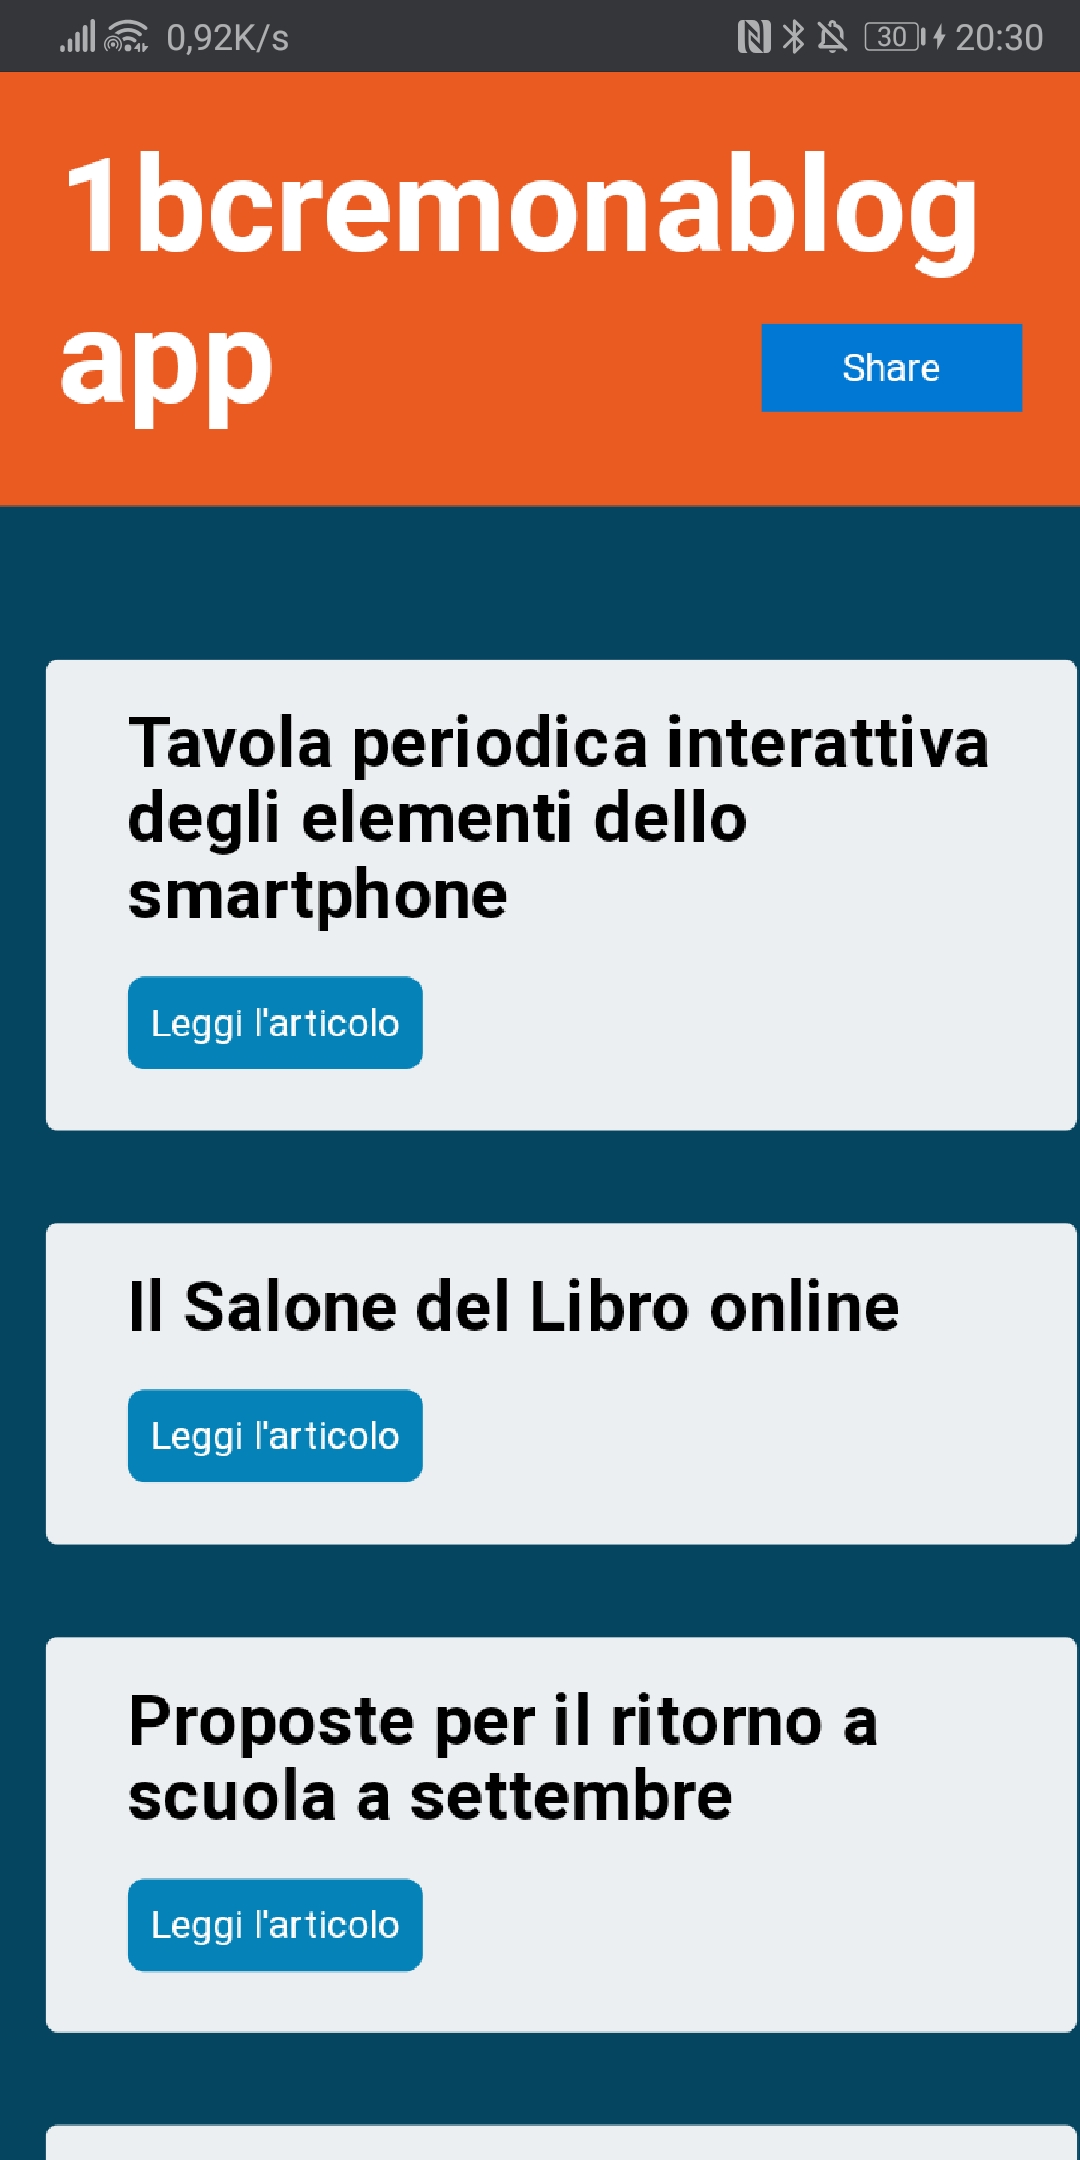 0,92K/s 30 20:30
1bcremonablog
app
Share
Tavola periodica interattiva
degli elementi dello
smartphone
Leggi l'articolo
Il Salone del Libro online
Leggi l'articolo
Proposte per il ritorno a
scuola a settembre
Leggi l'articolo